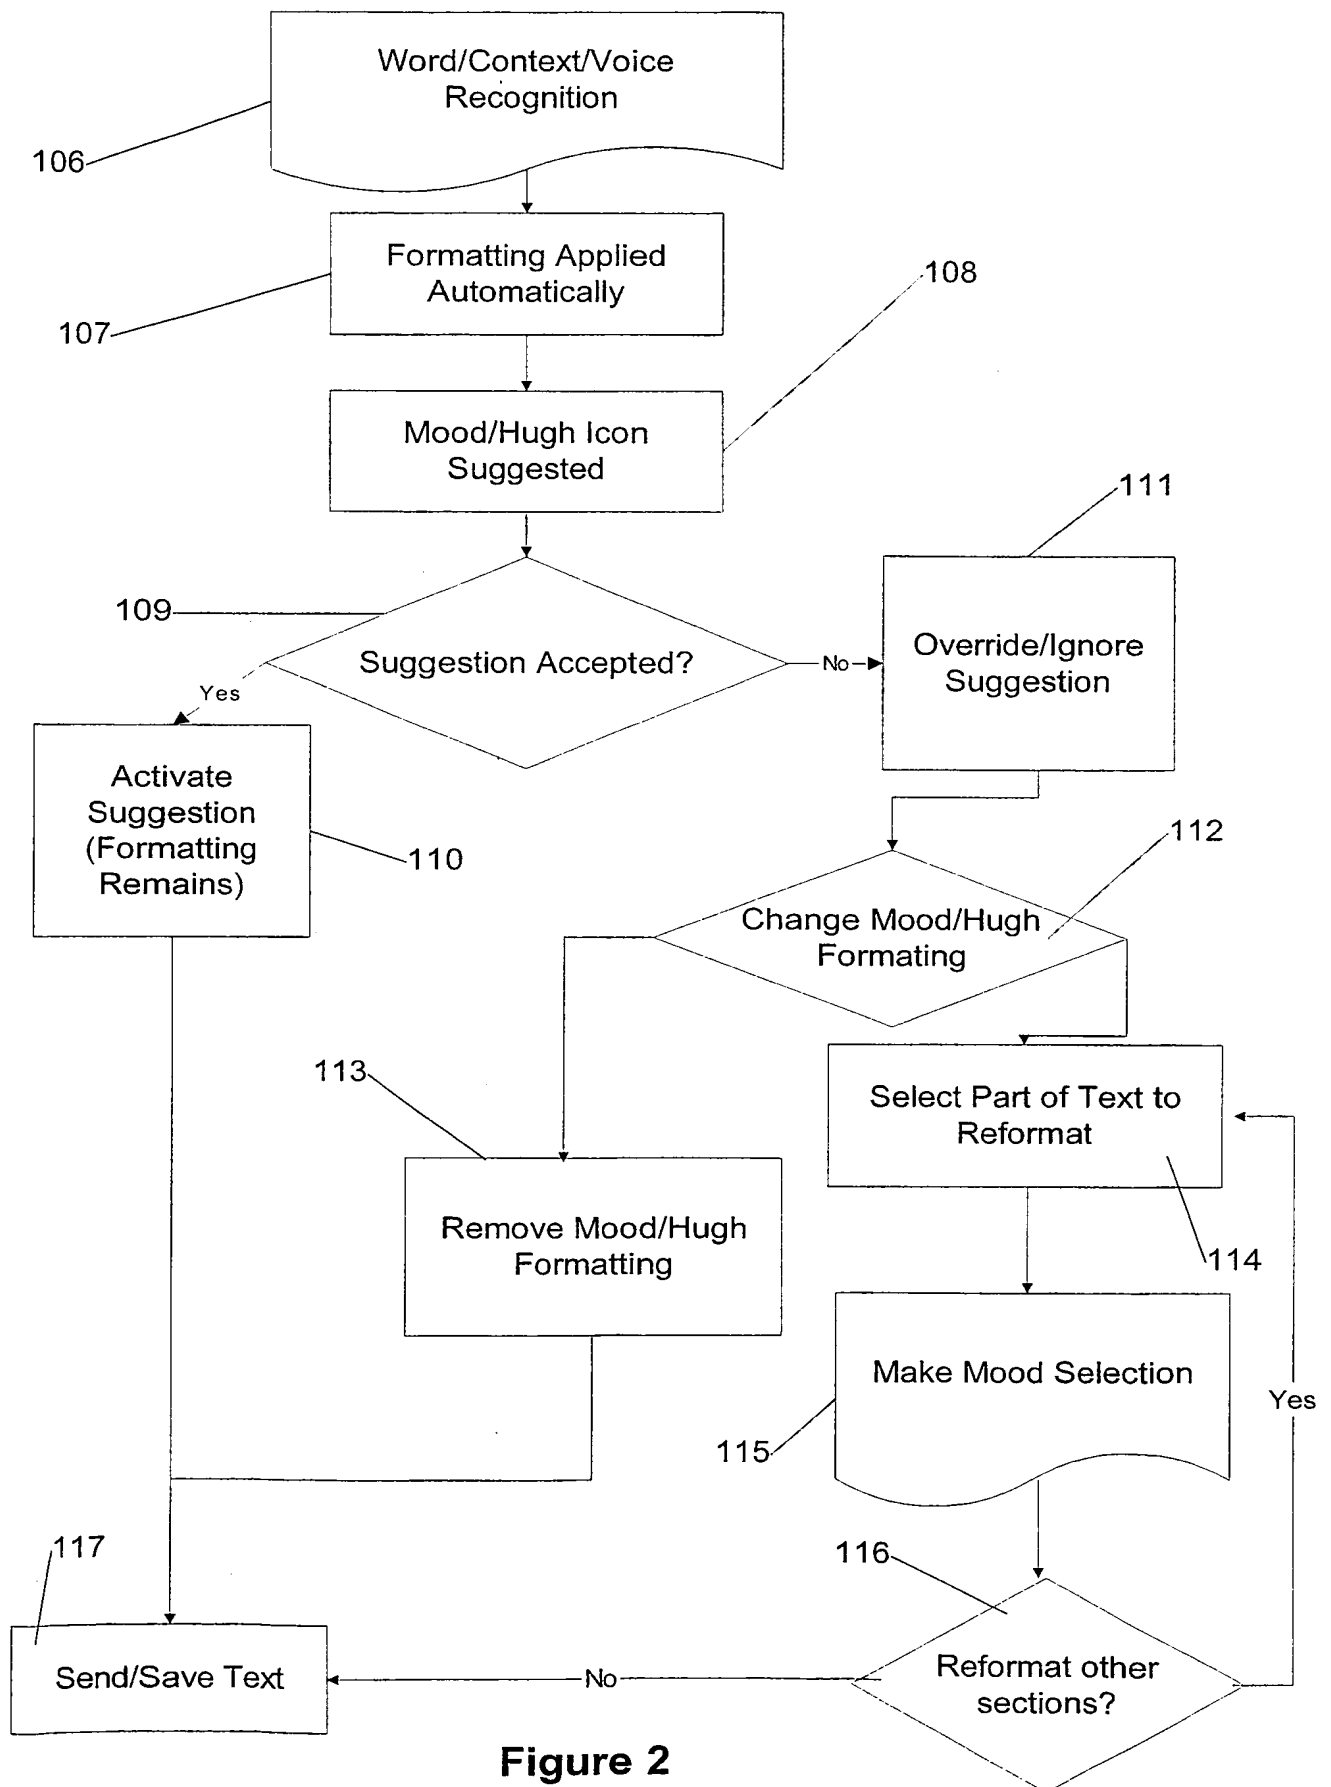 Word/Context/Voice
Recognition
106
Formatting Applied
Automatically
107
108
Mood/Hugh Icon
Suggested
111
109
Suggestion Accepted?
No
Override/Ignore
Suggestion
Yes
Activate
Suggestion
(Formatting
Remains)
110
112
Change Mood/Hugh
Formating
113
Select Part of Text to
Reformat
Remove Mood/Hugh
Formatting
114
Make Mood Selection
Yes
115
117
116
Send/Save Text
No
Reformat other
sections?
Figure 2